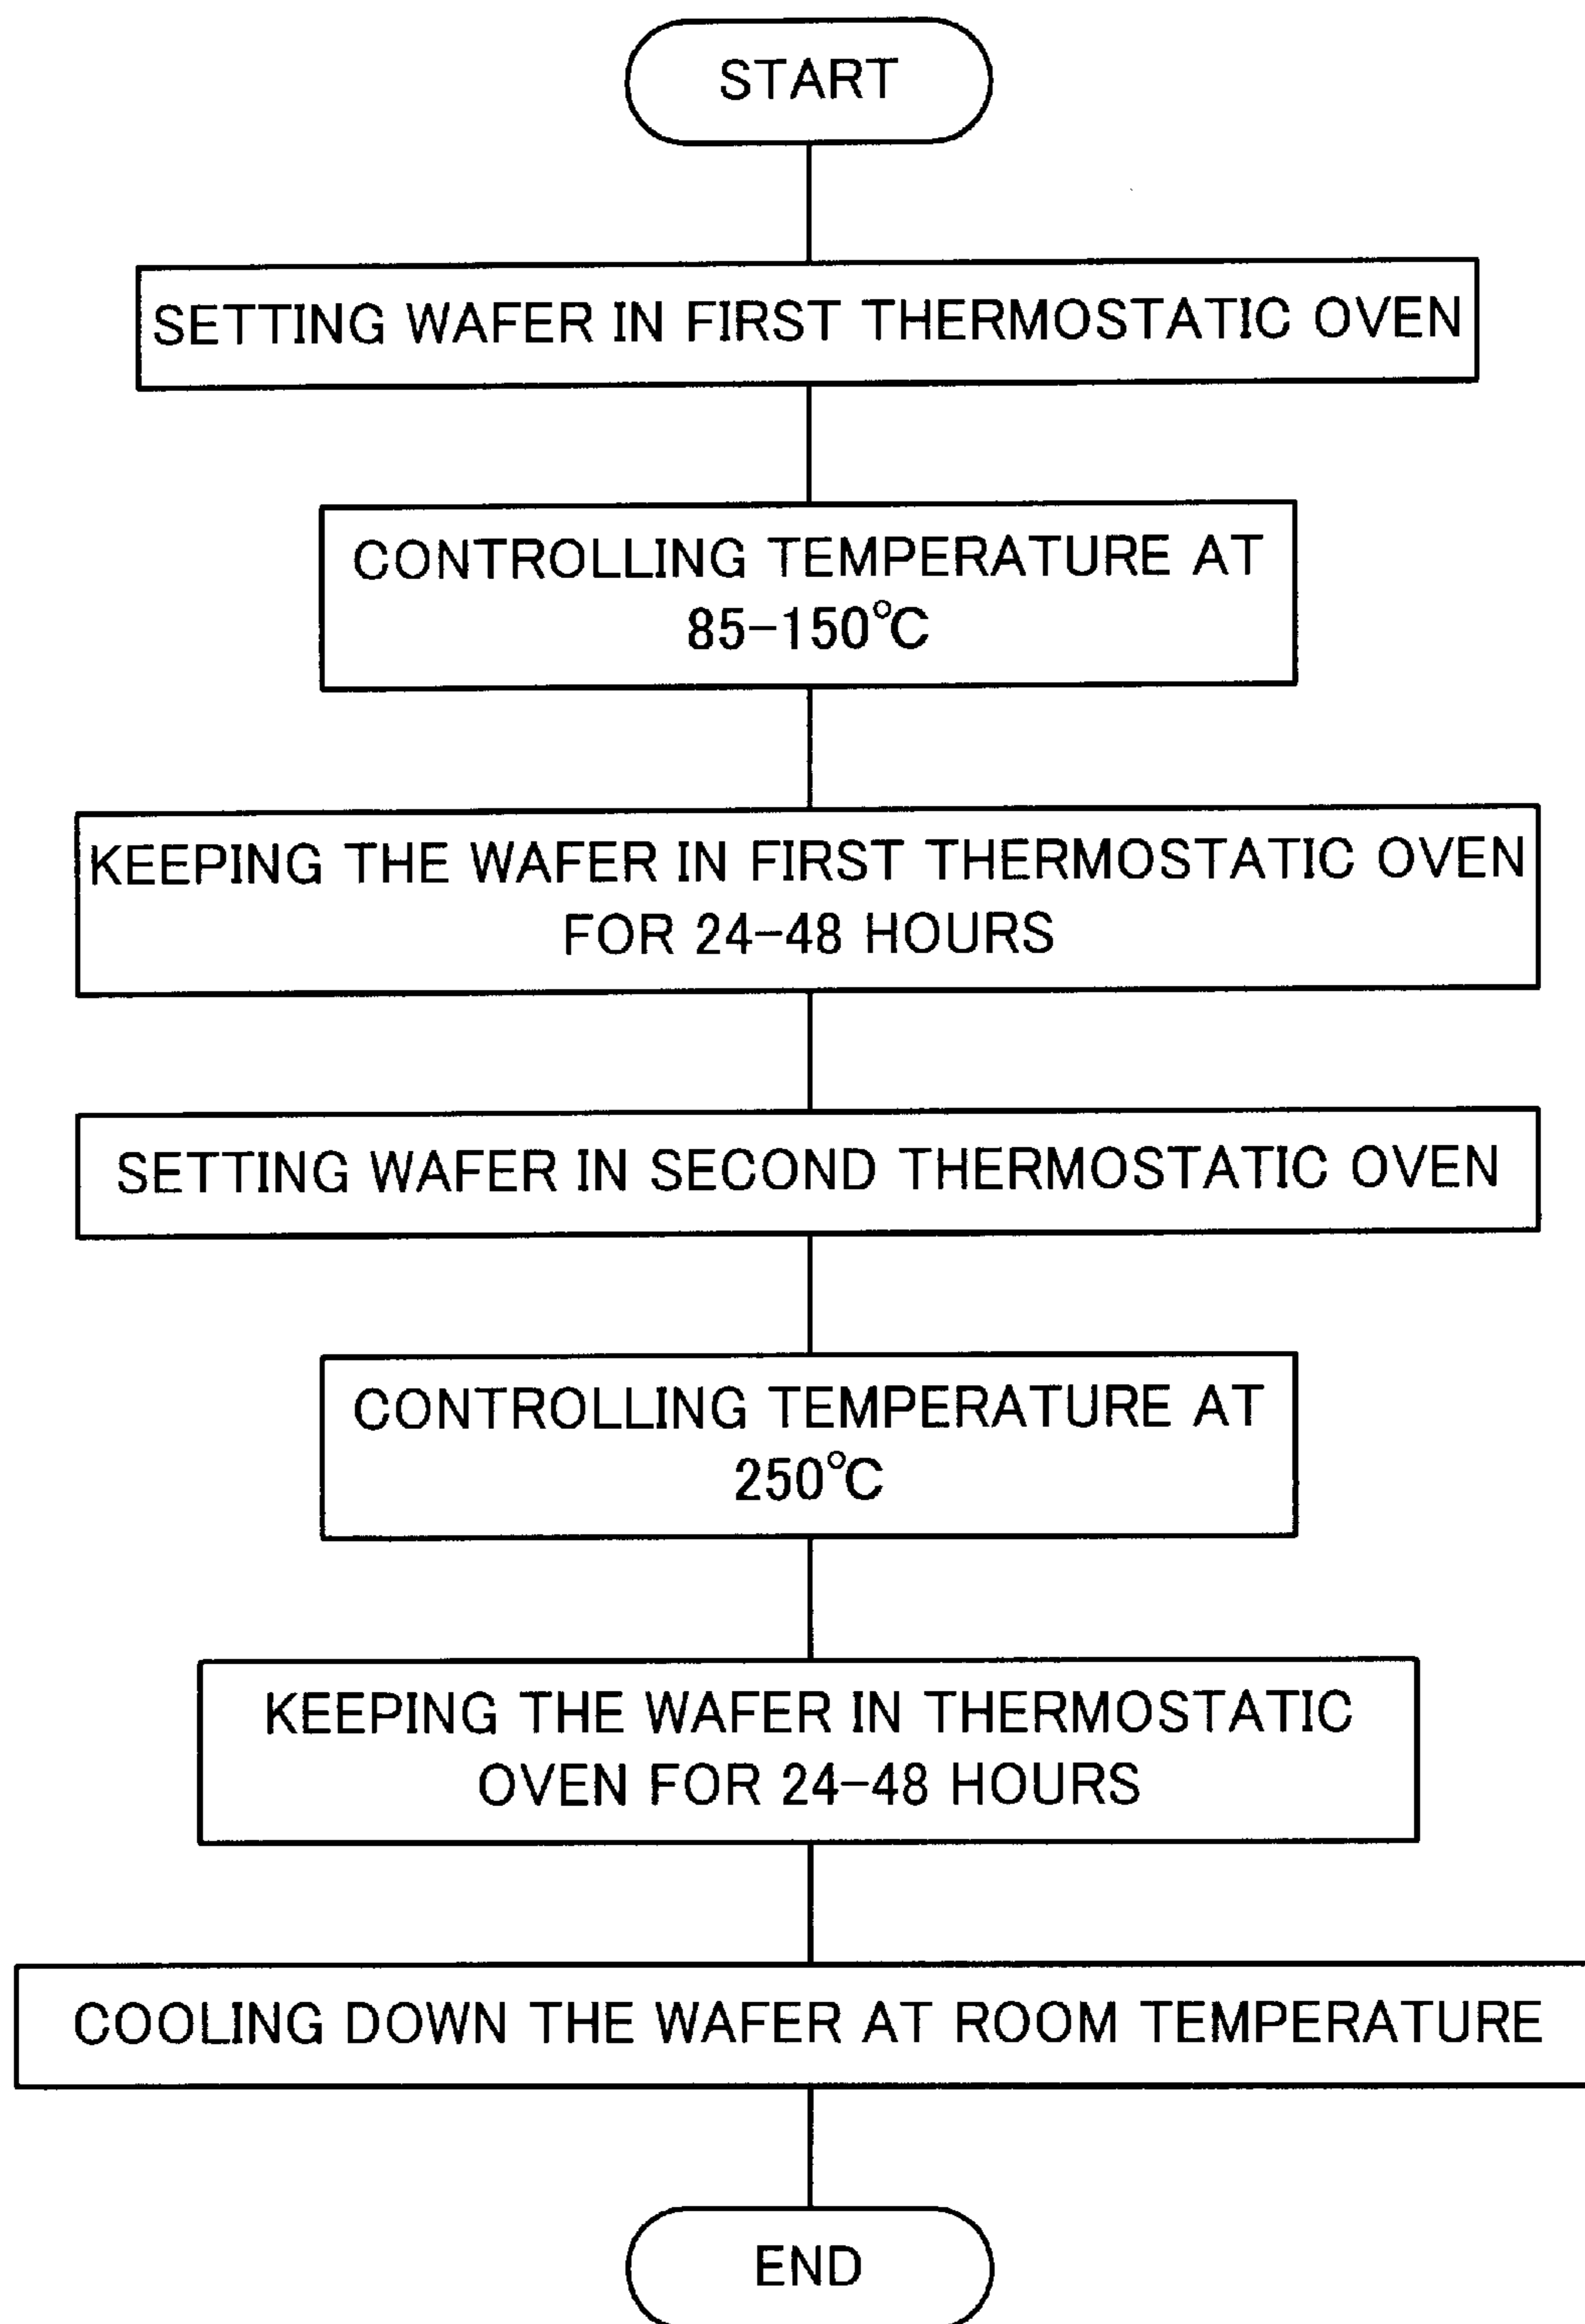 START
SETTING WAFER IN FIRST THERMOSTATIC OVEN
CONTROLLING TEMPERATURE AT
85-150℃
KEEPING THE WAFER IN FIRST THERMOSTATIC OVEN
FOR 24-48 HOURS
SETTING WAFER IN SECOND THERMOSTATIC OVEN
CONTROLLING TEMPERATURE AT
250℃
KEEPING THE WAFER IN THERMOSTATIC
OVEN FOR 24-48 HOURS
COOLING DOWN THE WAFER AT ROOM TEMPERATURE
END